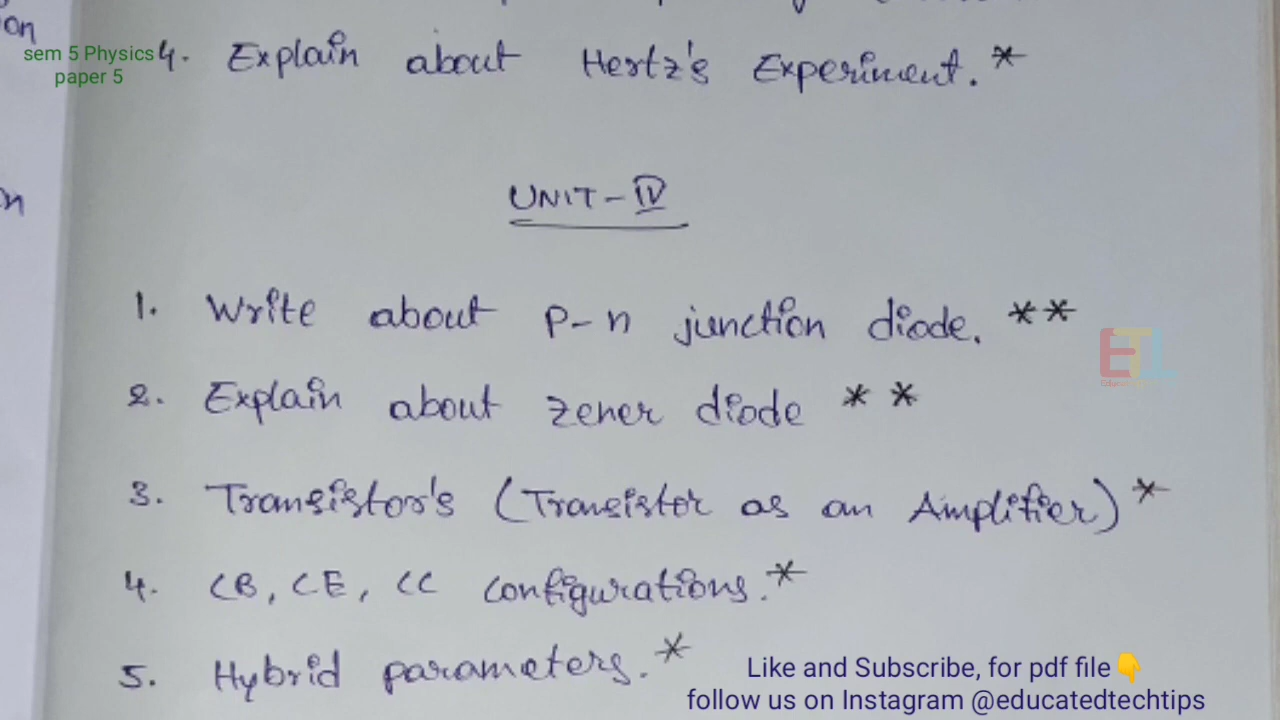 on
sem 5 Physics
paper 5
4. Explain about Hertz's Experiment. *
n
UNIT - IV
1. Write about P-n junction diode. **
2. Explain about zener diode **
3. Transistor's (Transistor as an Amplifier) *
4. CB, CE, CC configurations. *
5. Hybrid parameters. *
ETL
Like and Subscribe, for pdf file👇
follow us on Instagram @educatedtechtips